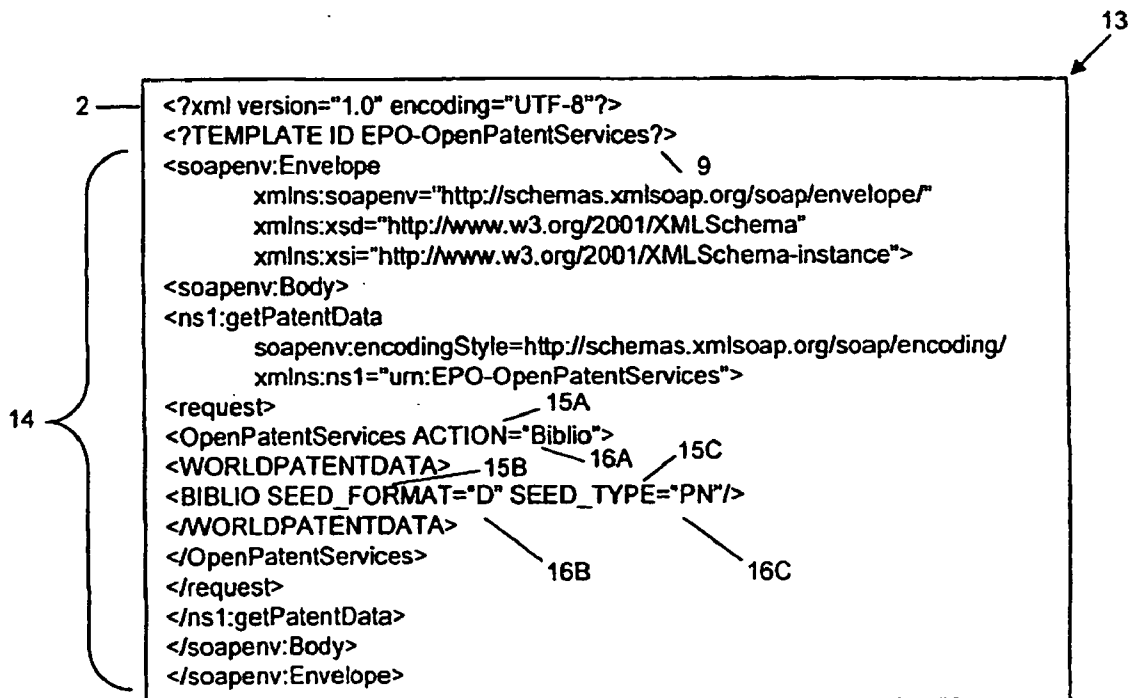 13
2 <?xml version="1.0" encoding="UTF-8"?>
<?TEMPLATE ID EPO-OpenPatentServices?>
<soapenv:Envelope 9
xmlns:soapenv="http://schemas.xmlsoap.org/soap/envelope/"
xmlns:xsd="http://www.w3.org/2001/XMLSchema"
xmlns:xsi="http://www.w3.org/2001/XMLSchema-instance">
<soapenv:Body>
<ns1:getPatentData
soapenv:encodingStyle=http://schemas.xmlsoap.org/soap/encoding/
xmlns:ns1="urn:EPO-OpenPatentServices">
14 <request> 15A
<OpenPatentServices ACTION="Biblio">
<WORLDPATENTDATA> 15B 16A 15C
<BIBLIO SEED_FORMAT="D" SEED_TYPE="PN"/>
</WORLDPATENTDATA>
</OpenPatentServices> 16B 16C
</request>
</ns1:getPatentData>
</soapenv:Body>
</soapenv:Envelope>